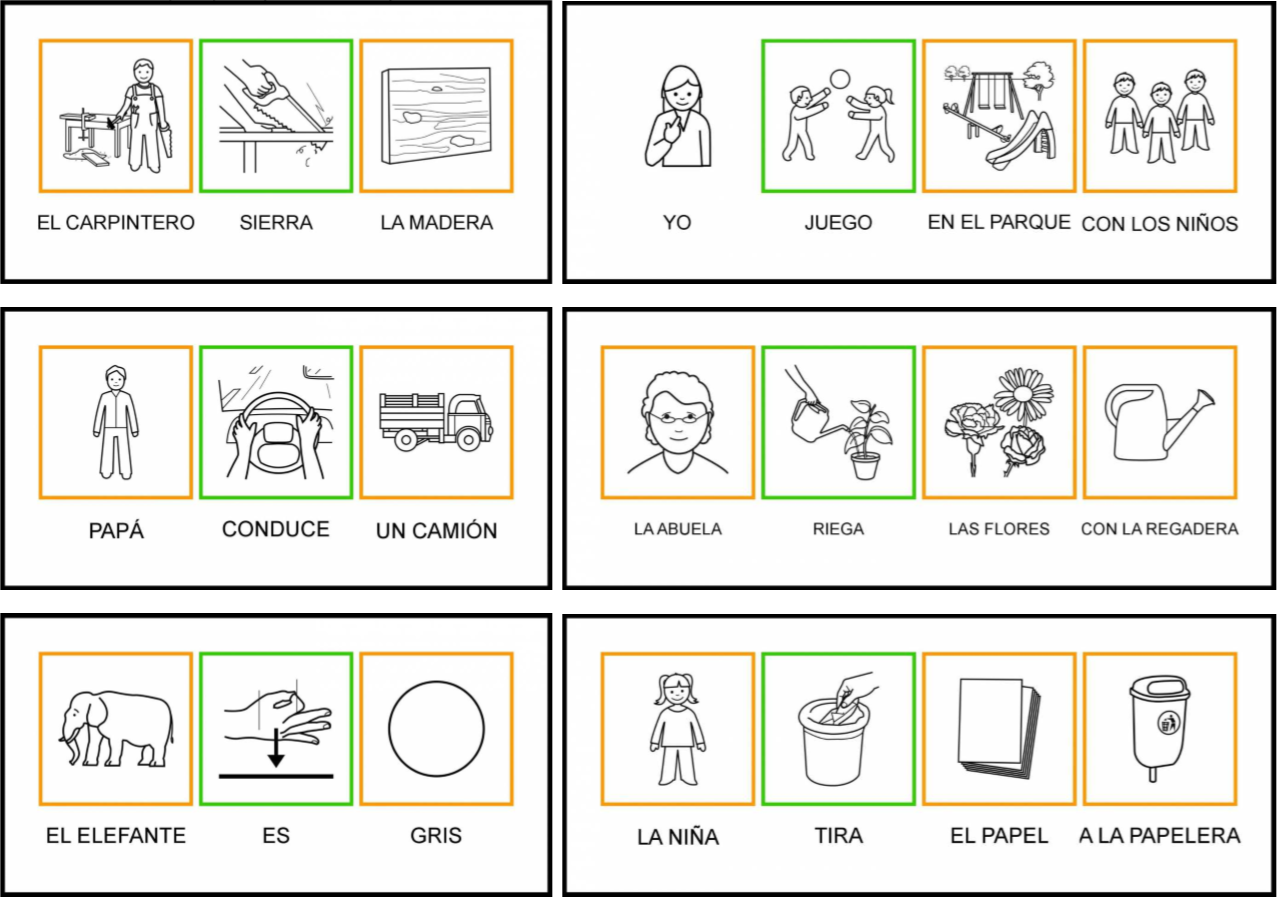 EL CARPINTERO SIERRA LA MADERA
YO JUEGO EN EL PARQUE CON LOS NIÑOS
PAPÁ CONDUCE UN CAMIÓN
LA ABUELA RIEGA LAS FLORES CON LA REGADERA
EL ELEFANTE ES GRIS
LA NIÑA TIRA EL PAPEL A LA PAPELERA